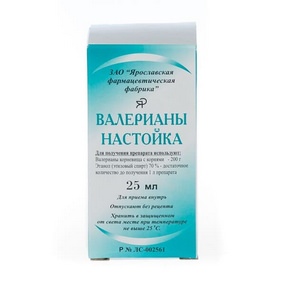 ЗАО "Ярославская
фармацевтическая
фабрика"
ВАЛЕРИАНЫ
НАСТОЙКА
Для получения препарата используют:
Валерианы корневища с корнями - 200 г
Этанол (этиловый спирт) 70 % - достаточное
количество до получения 1 л препарата
25 мл
Для приема внутрь
Отпускают без рецепта
Хранить в защищенном
от света месте при температуре
не выше 25 °С
Р № ЛС-002561